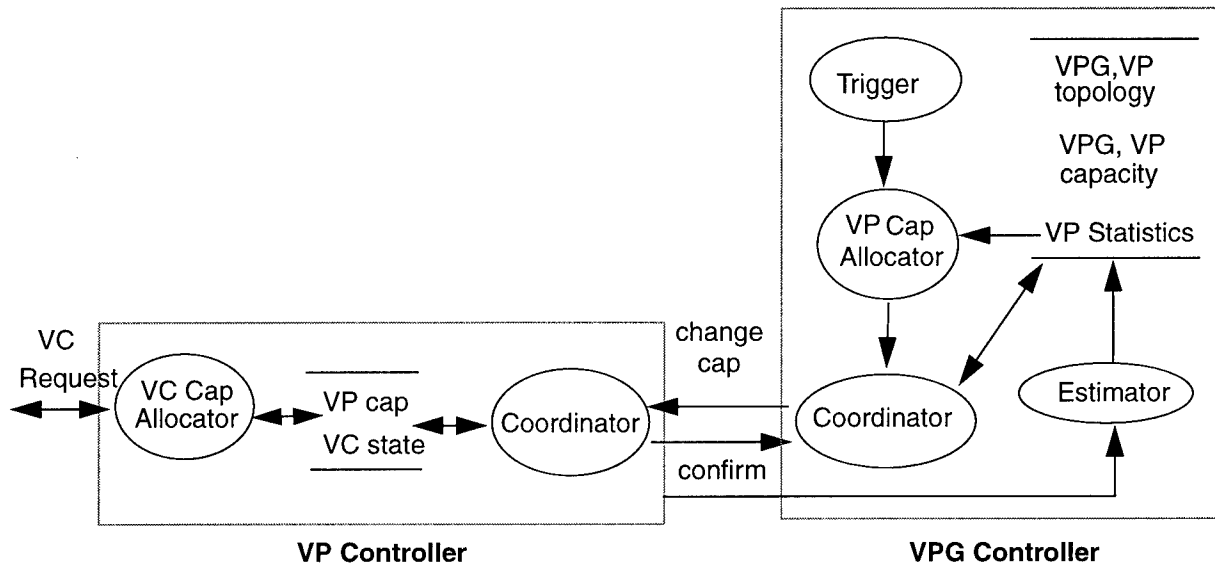 Trigger
VPG,VP
topology
VPG, VP
capacity
VP Cap
Allocator
VP Statistics
VC
Request
VC Cap
Allocator
VP cap
VC state
Coordinator
change
cap
confirm
Coordinator
Estimator
VP Controller
VPG Controller